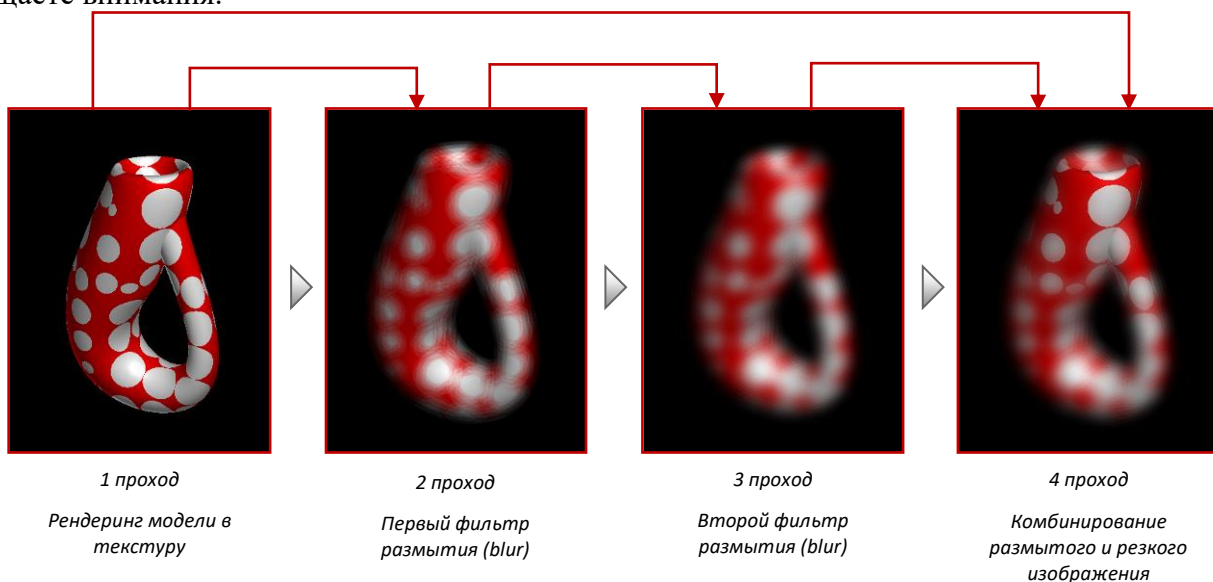 внимания.
1 проход
2 проход
3 проход
4 проход
Рендеринг модели в
текстуру
Первый фильтр
размытия (blur)
Второй фильтр
размытия (blur)
Комбинирование
размытого и резкого
изображения